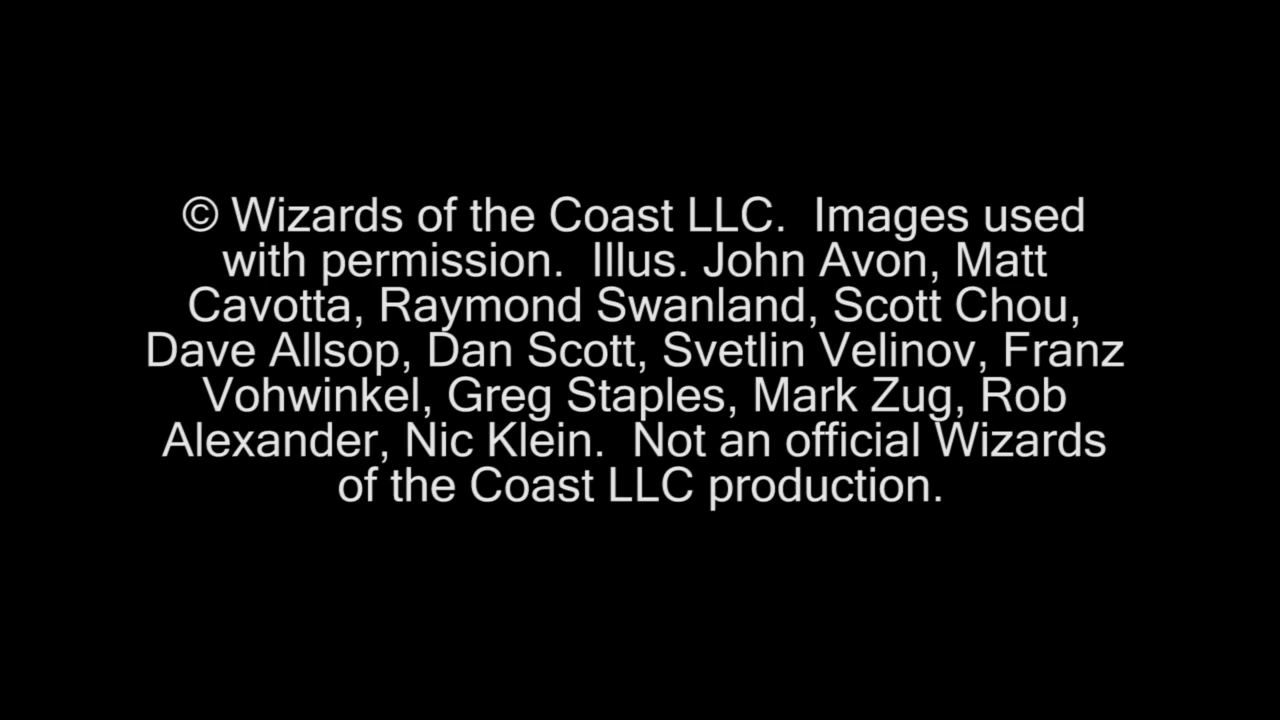 © Wizards of the Coast LLC.  Images used
with permission.  Illus. John Avon, Matt
Cavotta, Raymond Swanland, Scott Chou,
Dave Allsop, Dan Scott, Svetlin Velinov, Franz
Vohwinkel, Greg Staples, Mark Zug, Rob
Alexander, Nic Klein.  Not an official Wizards
of the Coast LLC production.